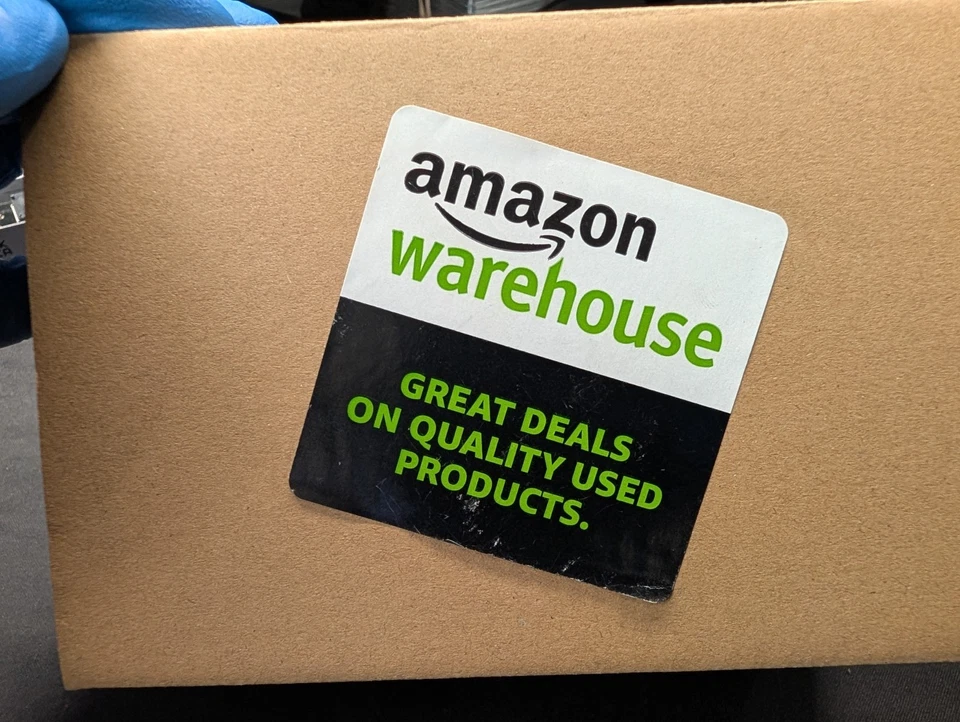 amazon
warehouse
GREAT DEALS
ON QUALITY USED
PRODUCTS.